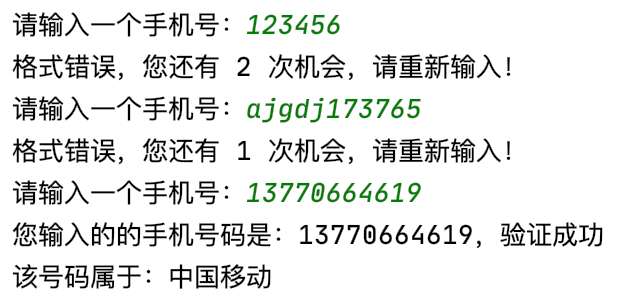 请输入一个手机号：123456
格式错误，您还有 2 次机会，请重新输入！
请输入一个手机号：ajgdj173765
格式错误，您还有 1 次机会，请重新输入！
请输入一个手机号：13770664619
您输入的的手机号码是：13770664619，验证成功
该号码属于：中国移动